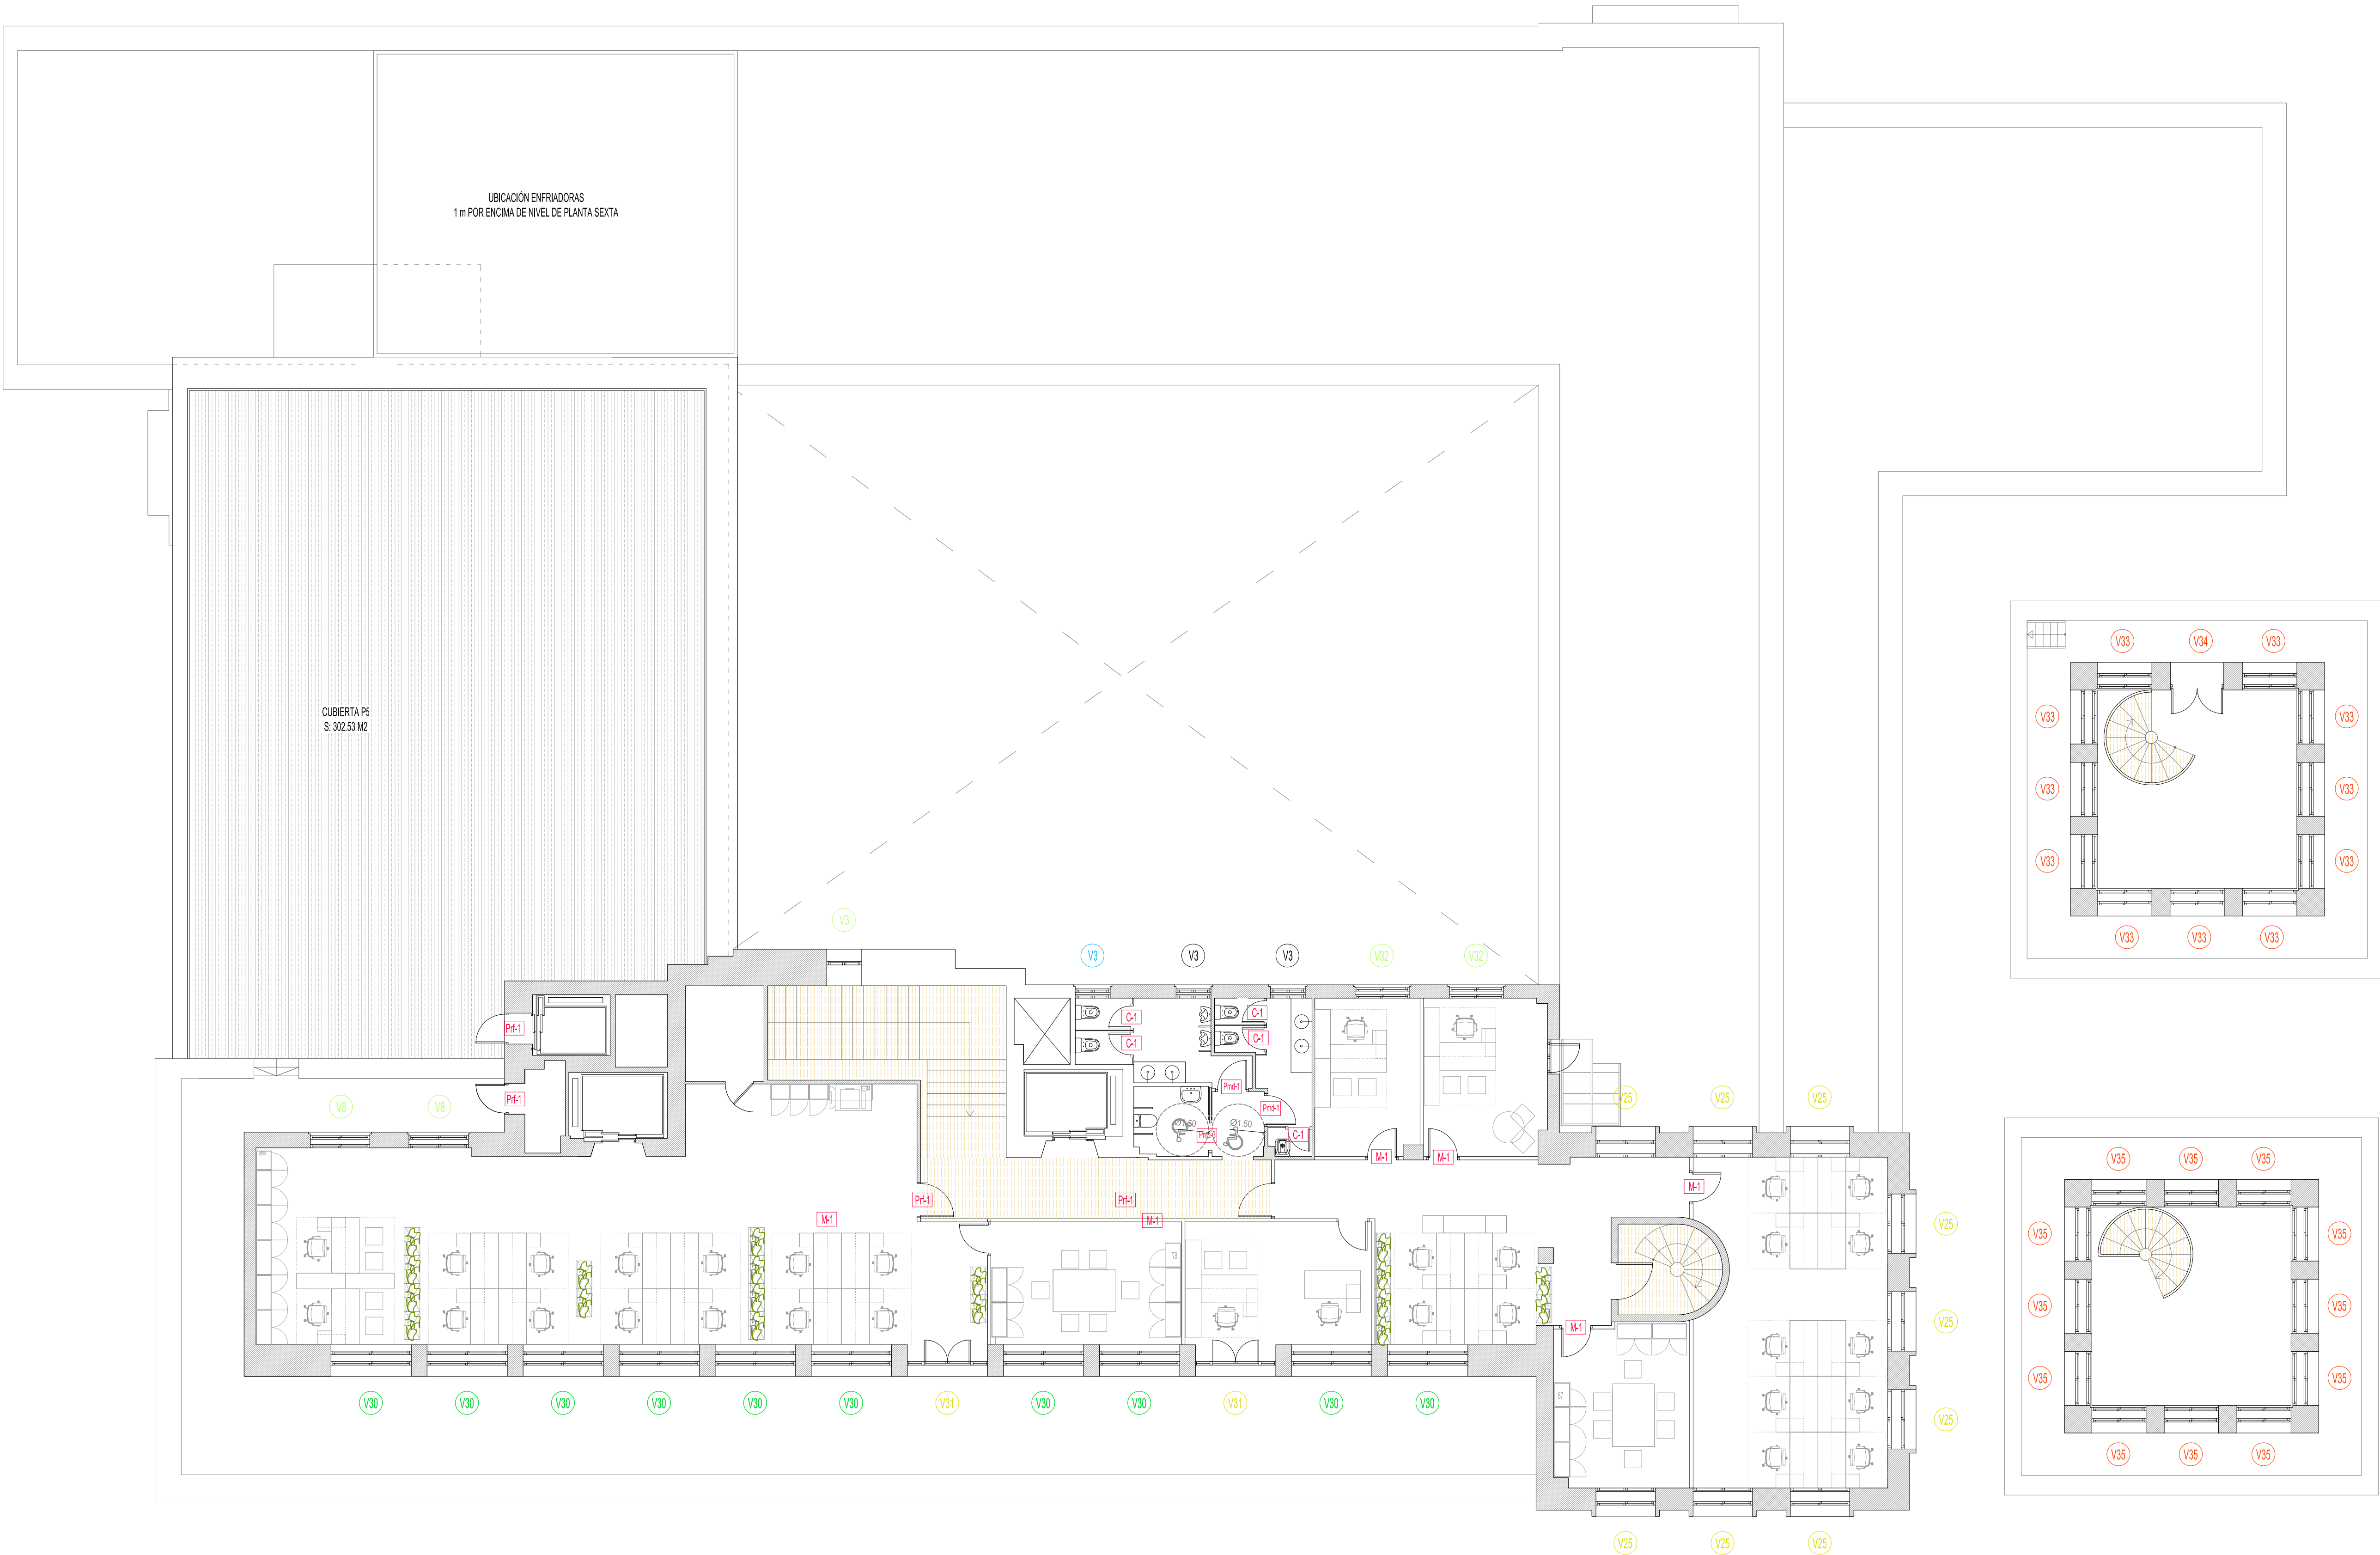 UBICACIÓN ENFRIADORAS
1 m POR ENCIMA DE NIVEL DE PLANTA SEXTA
V33 V34 V33
CUBIERTA P5
S: 302.53 M2
V33 V33
V33 V33
V33 V33
V3
V33 V33 V33
V3 V3 V3 V32 V32
C-1 C-1
Prf-1
C-1 C-1
Pmd-1
V25 V25 V25
Prf-1
V8 V8
Pmd-1
Ø1.50 Ø1.50
C-1
M-1 M-1
V35 V35 V35
M-1
Prf-1 Prf-1
M-1 M-1
V25
V35 V35
V35 V35
V25
M-1
V35 V35
V30 V30 V30 V30 V30 V30 V31 V30 V30 V31 V30 V30
V25
V35 V35 V35
V25 V25 V25